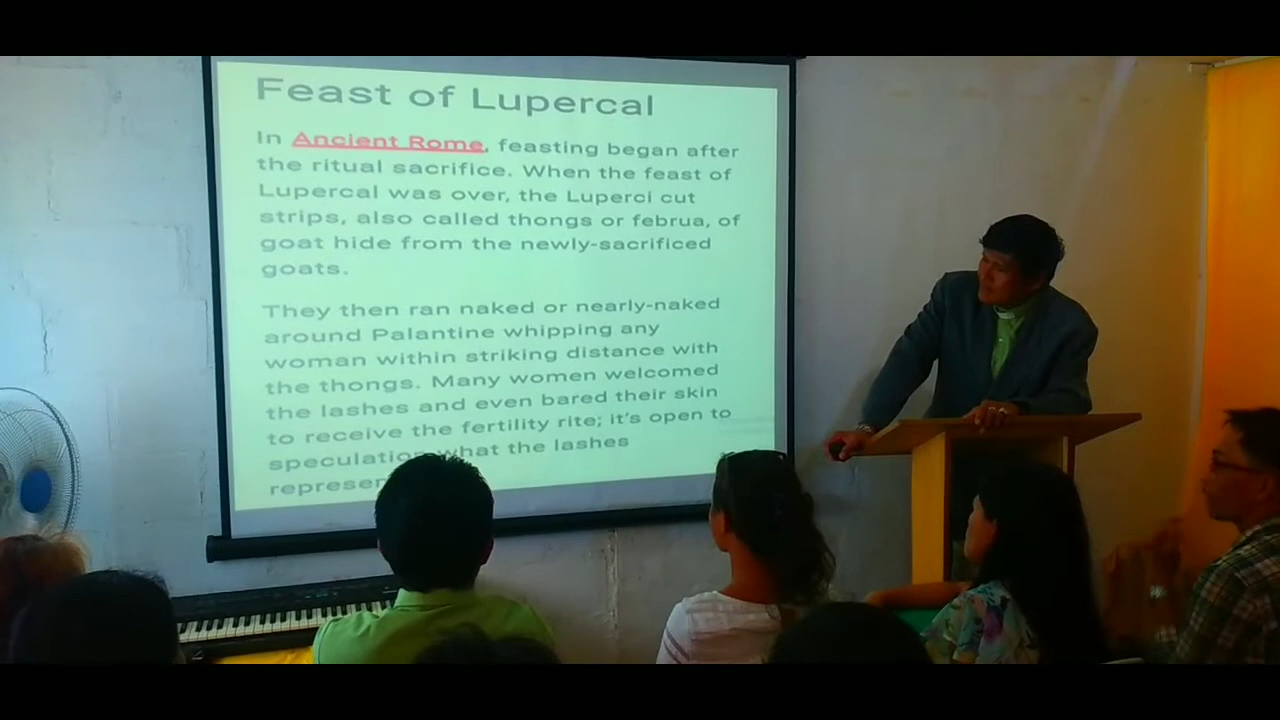 Feast of Lupercal
In Ancient Rome, feasting began after
the ritual sacrifice. When the feast of
Lupercal was over, the Luperci cut
strips, also called thongs or februa, of
goat hide from the newly-sacrificed
goats.
They then ran naked or nearly-naked
around Palantine whipping any
woman within striking distance with
the thongs. Many women welcomed
the lashes and even bared their skin
to receive the fertility rite; it's open to
speculation what the lashes